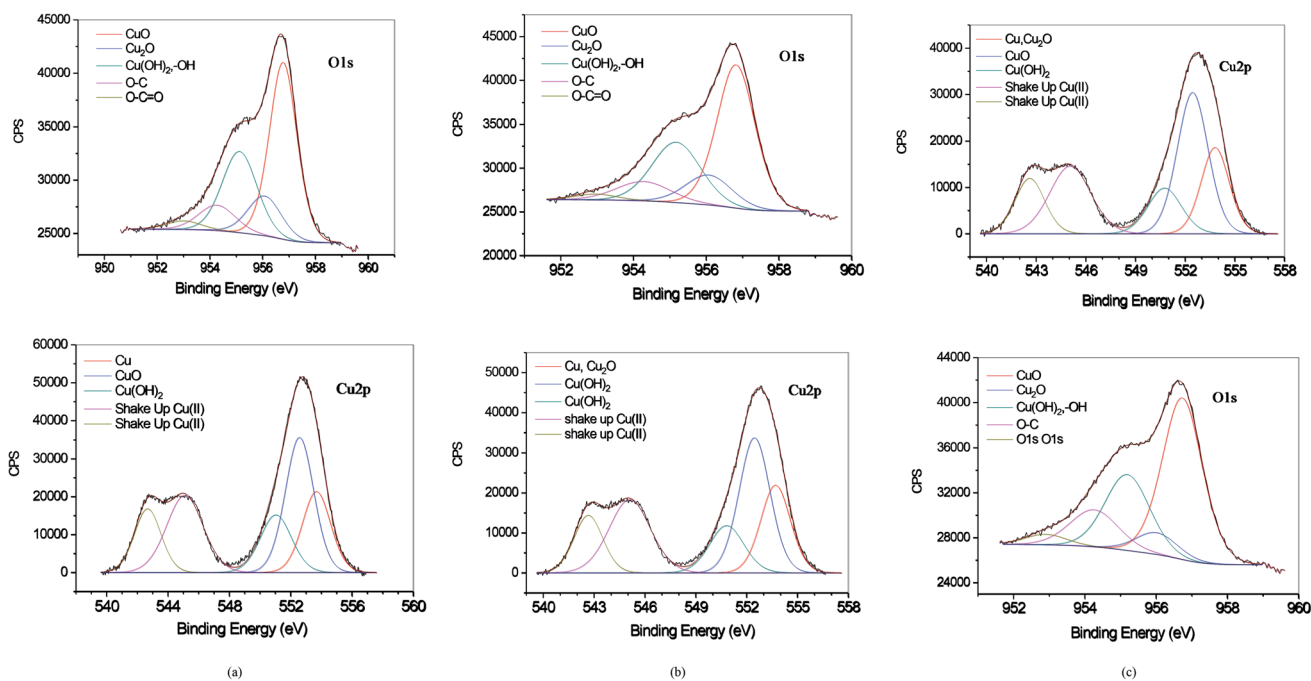 45000
40000
35000
30000
25000
CPS
CuO
Cu₂O
Cu(OH)₂,-OH
O-C
O-C=O
O1s
950 952 954 956 958 960
Binding Energy (eV)
50000
45000
40000
35000
30000
25000
20000
CPS
CuO
Cu₂O
Cu(OH)₂,-OH
O-C
O-C=O
O1s
952 954 956 958 960
Binding Energy (eV)
40000
30000
20000
10000
0
CPS
Cu,Cu₂O
CuO
Cu(OH)₂
Shake Up Cu(II)
Shake Up Cu(II)
Cu2p
540 543 546 549 552 555 558
Binding Energy (eV)
60000
50000
40000
30000
20000
10000
0
CPS
Cu
CuO
Cu(OH)₂
Shake Up Cu(II)
Shake Up Cu(II)
Cu2p
540 544 548 552 556 560
Binding Energy (eV)
50000
40000
30000
20000
10000
0
CPS
Cu, Cu₂O
Cu(OH)₂
Cu(OH)₂
shake up Cu(II)
shake up Cu(II)
Cu2p
540 543 546 549 552 555 558
Binding Energy (eV)
44000
40000
36000
32000
28000
24000
CPS
CuO
Cu₂O
Cu(OH)₂,-OH
O-C
O1s O1s
O1s
952 954 956 958 960
Binding Energy (eV)
(a) (b) (c)